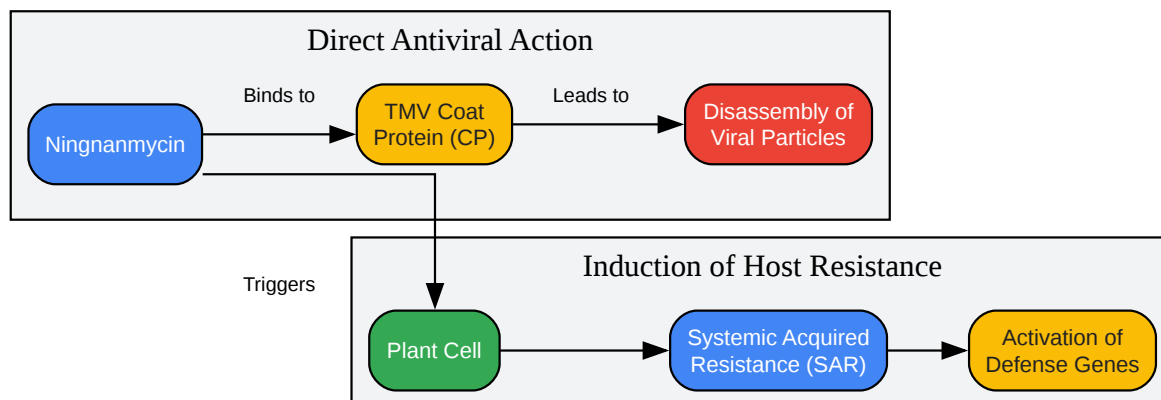 Direct Antiviral Action
Binds to
Leads to
Ningnanmycin
TMV Coat
Protein (CP)
Disassembly of
Viral Particles
Triggers
Induction of Host Resistance
Plant Cell
Systemic Acquired
Resistance (SAR)
Activation of
Defense Genes